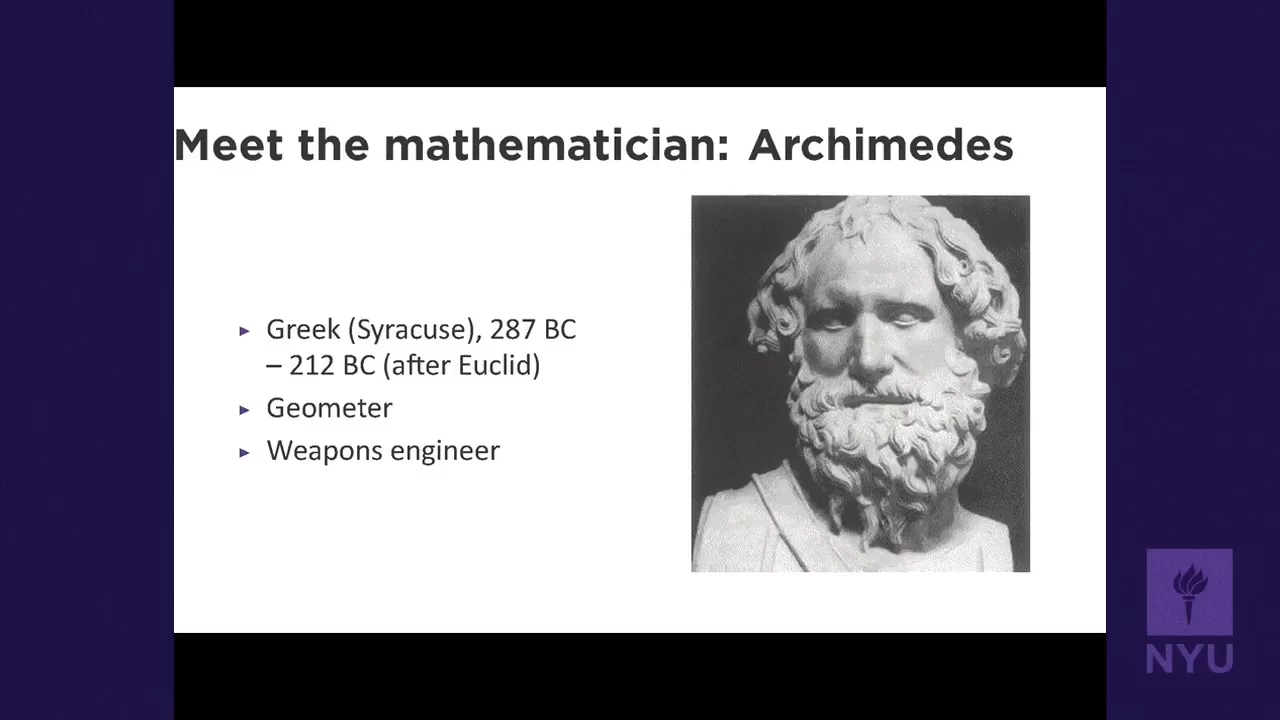 Meet the mathematician: Archimedes
▸ Greek (Syracuse), 287 BC
– 212 BC (after Euclid)
▸ Geometer
▸ Weapons engineer
NYU